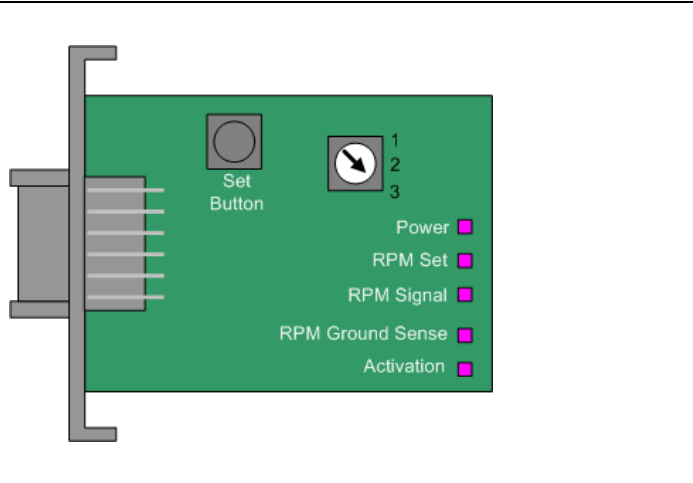 Set
Button
1
2
3
Power
RPM Set
RPM Signal
RPM Ground Sense
Activation